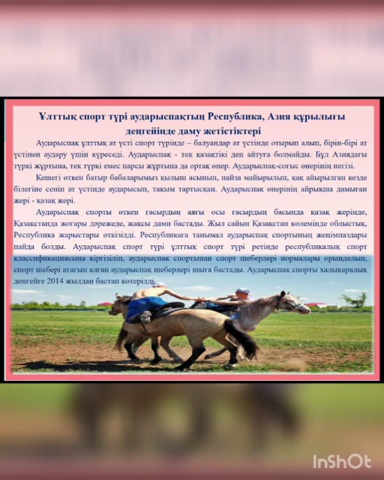 Ұлттық спорт түрі аударыспақтың Республика, Азия құрылығы
деңгейінде даму жетістіктері
Аударыспақ ұлттық ат үсті спорт түрінде – балуандар ат үстінде отырып алып, бірін-бірі ат
үстінен аудару үшін күреседі. Аударыспақ - тек қазақтікі деп айтуға болмайды. Бұл Азиядағы
түркі жұртына, тек түркі емес парсы жұртына да ортақ өнер. Аударыспақ-соғыс өнерінің негізі.
Кешегі өткен батыр бабаларымыз қылыш асынып, найза майырылып, қақ айырылған кезде
білегіне сеніп ат үстінде аударысып, тақым тартысқан. Аударыспақ өнерінің айрықша дамыған
жері - қазақ жері.
Аударыспақ спорты өткен ғасырдың аяғы осы ғасырдың басында қазақ жерінде,
Қазақстанда жоғары дәрежеде, жақсы дами бастады. Жыл сайын Қазақстан көлемінде облыстық,
Республика жарыстары өткізілді. Республикаға танымал аударыспақ спортының жеңімпаздары
пайда болды. Аударыспақ спорт түрі ұлттық спорт түрі ретінде республикалық спорт
классификациясына кіргізіліп, аударыспақ спортынан спорт шеберлері нормалары орындалып,
спорт шебері атағын алған аударыспақ шеберлері шыға бастады. Аударыспақ спорты халықаралық
деңгейге 2014 жылдан бастап көтерілді.
InShOt